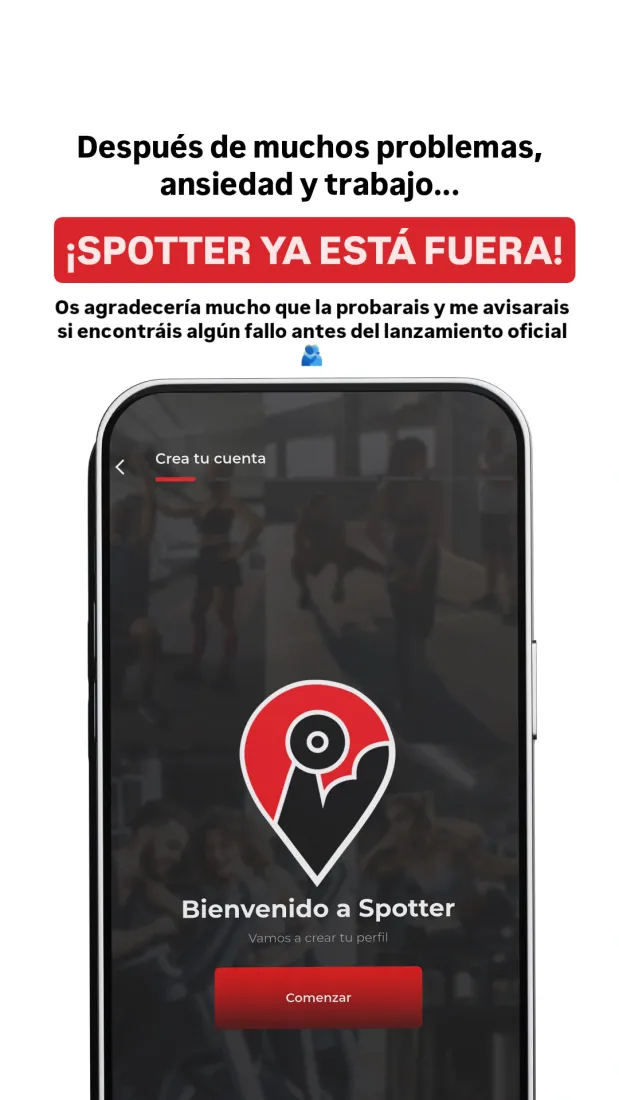 Después de muchos problemas,
ansiedad y trabajo...
¡SPOTTER YA ESTÁ FUERA!
Os agradecería mucho que la probarais y me avisarais
si encontráis algún fallo antes del lanzamiento oficial
🫂
Crea tu cuenta
Bienvenido a Spotter
Vamos a crear tu perfil
Comenzar